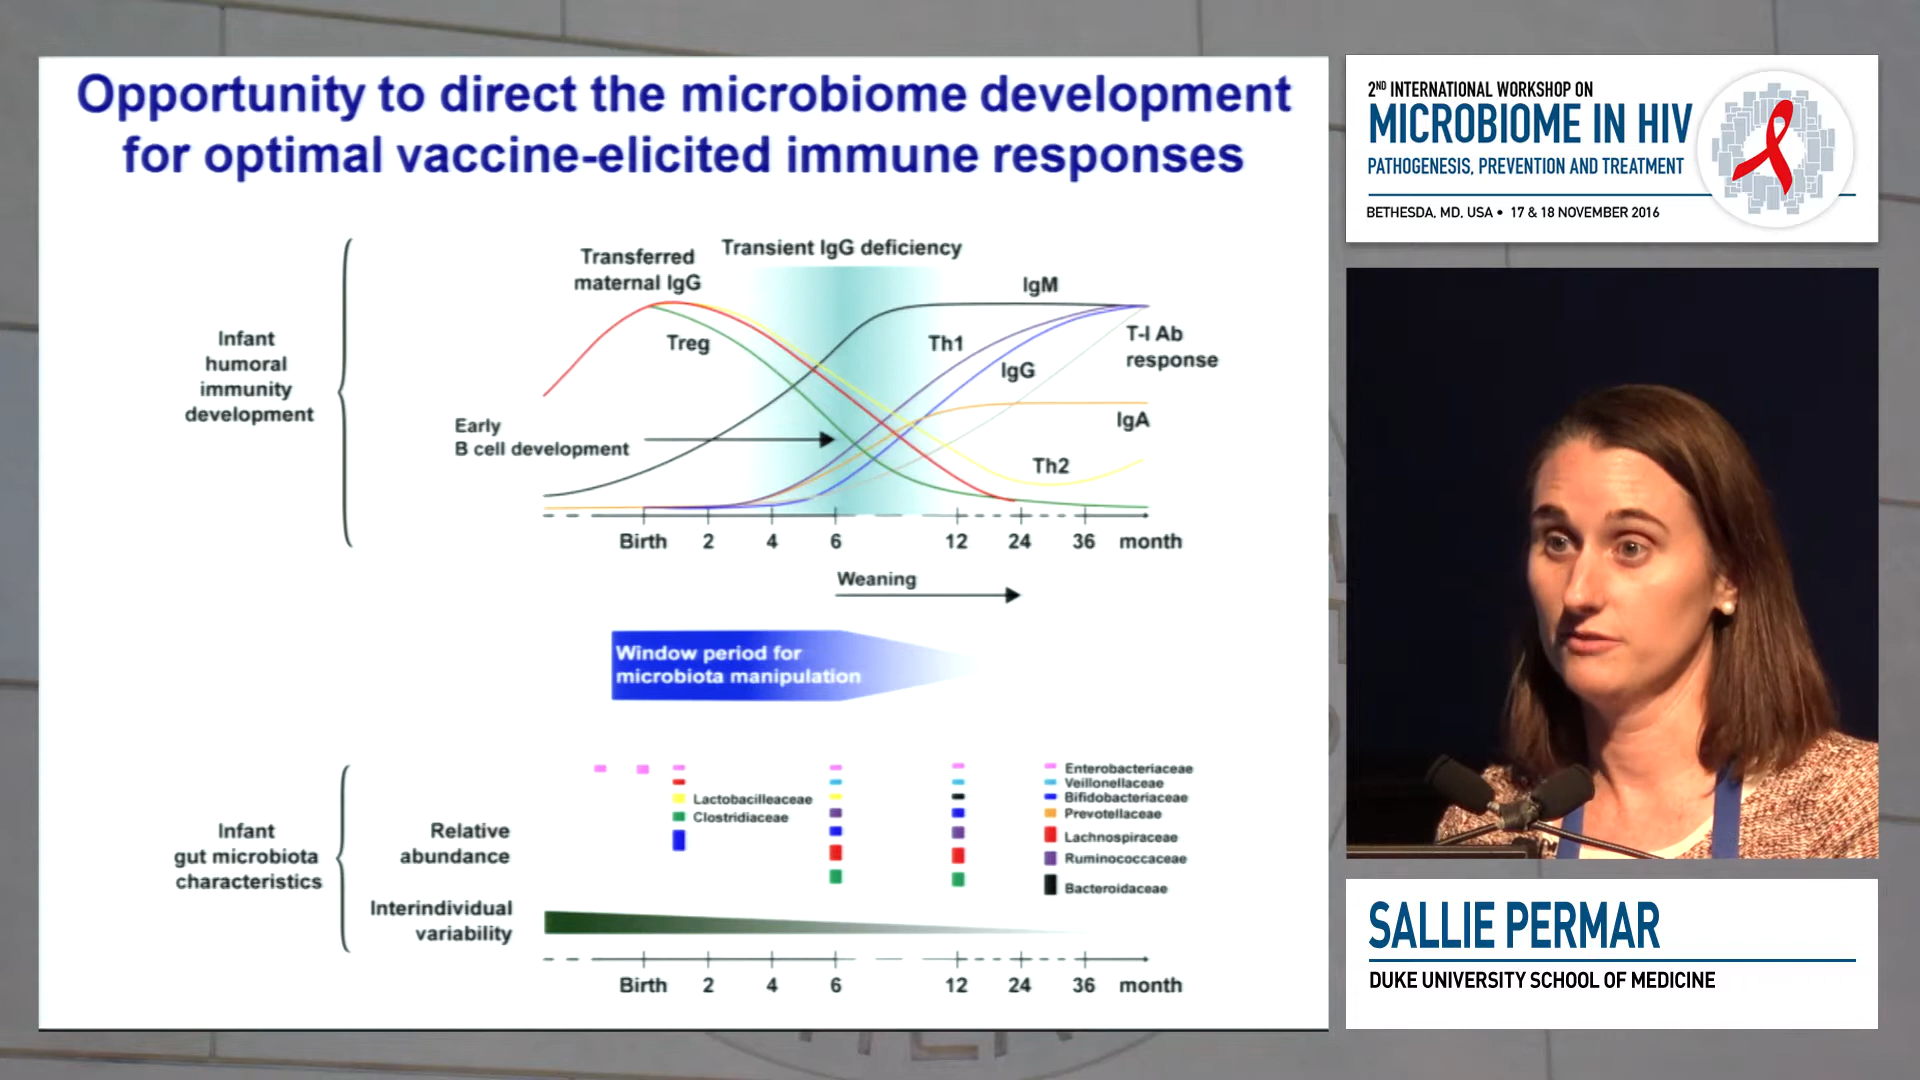 Opportunity to direct the microbiome development
for optimal vaccine-elicited immune responses
Transferred
maternal IgG
Transient IgG deficiency
IgM
Infant
humoral
immunity
development
Treg
Th1
T-I Ab
response
IgG
IgA
Early
B cell development
Th2
Birth 2 4 6 12 24 36 month
Weaning
Window period for
microbiota manipulation
Infant
gut microbiota
characteristics
Relative
abundance
Lactobacilleaceae
Clostridiaceae
Enterobacteriaceae
Veillonellaceae
Bifidobacteriaceae
Prevotellaceae
Lachnospiraceae
Ruminococcaceae
Bacteroidaceae
Interindividual
variability
Birth 2 4 6 12 24 36 month
2ND INTERNATIONAL WORKSHOP ON
MICROBIOME IN HIV
PATHOGENESIS, PREVENTION AND TREATMENT
BETHESDA, MD, USA • 17 & 18 NOVEMBER 2016
SALLIE PERMAR
DUKE UNIVERSITY SCHOOL OF MEDICINE